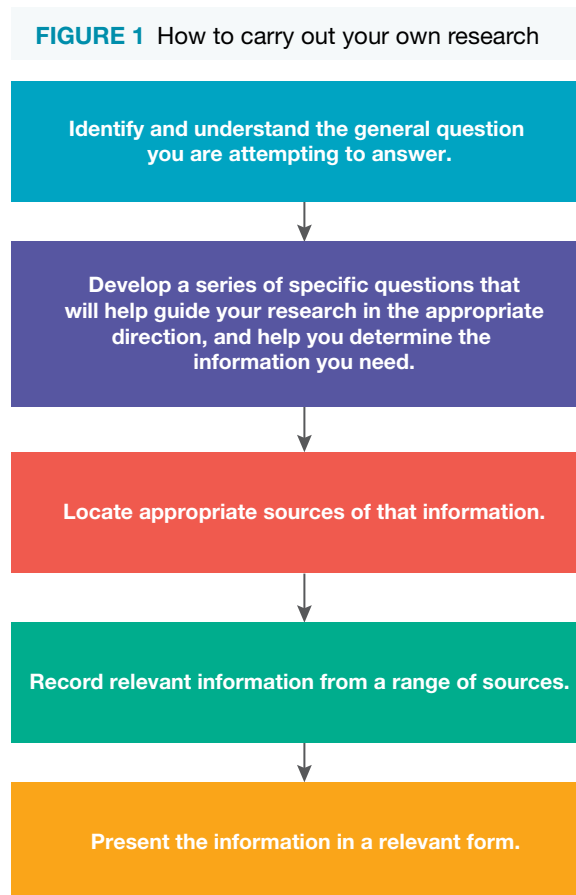 FIGURE 1 How to carry out your own research
Identify and understand the general question
you are attempting to answer.
Develop a series of specific questions that
will help guide your research in the appropriate
direction, and help you determine the
information you need.
Locate appropriate sources of that information.
Record relevant information from a range of sources.
Present the information in a relevant form.